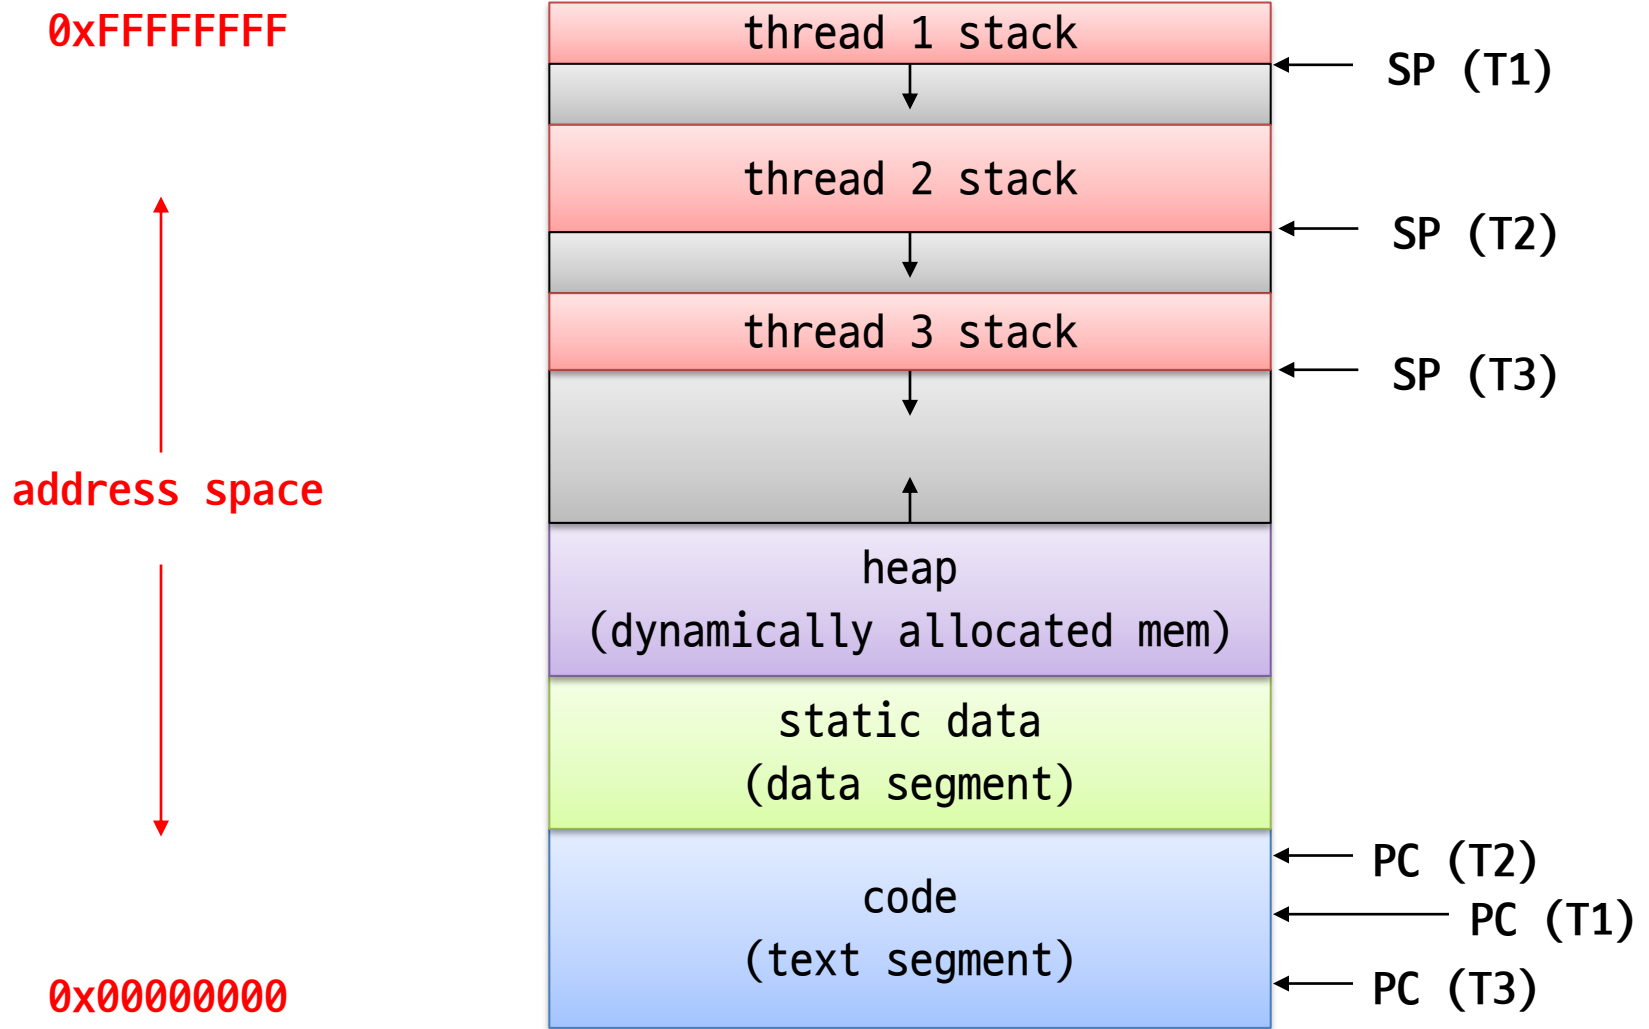 0xFFFFFFFF
thread 1 stack
SP (T1)
thread 2 stack
SP (T2)
thread 3 stack
SP (T3)
address space
heap
(dynamically allocated mem)
static data
(data segment)
PC (T2)
code
PC (T1)
(text segment)
PC (T3)
0x00000000